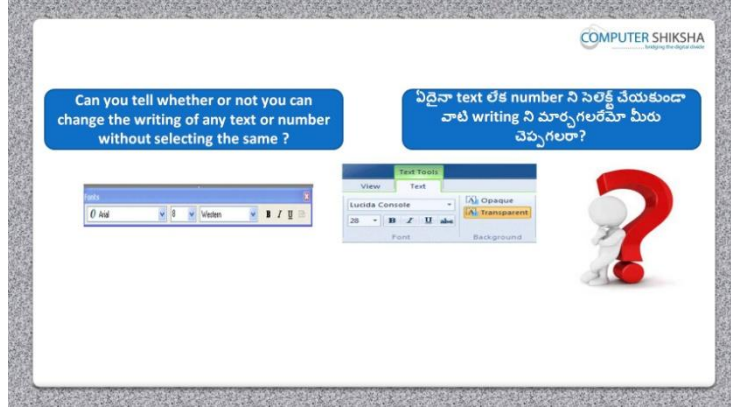 COMPUTER SHIKSHA
bridging the digital divide
Can you tell whether or not you can
change the writing of any text or number
without selecting the same ?
ఏదైనా text లేక number ని సెలెక్ట్ చేయకుండా
వాటి writing ని మార్చగలరేమో మీరు
చెప్పగలరా?
Fonts
Arial 8 Western B I U
Text Tools
View Text
Lucida Console
28 B I U abc
Font
Opaque
Transparent
Background